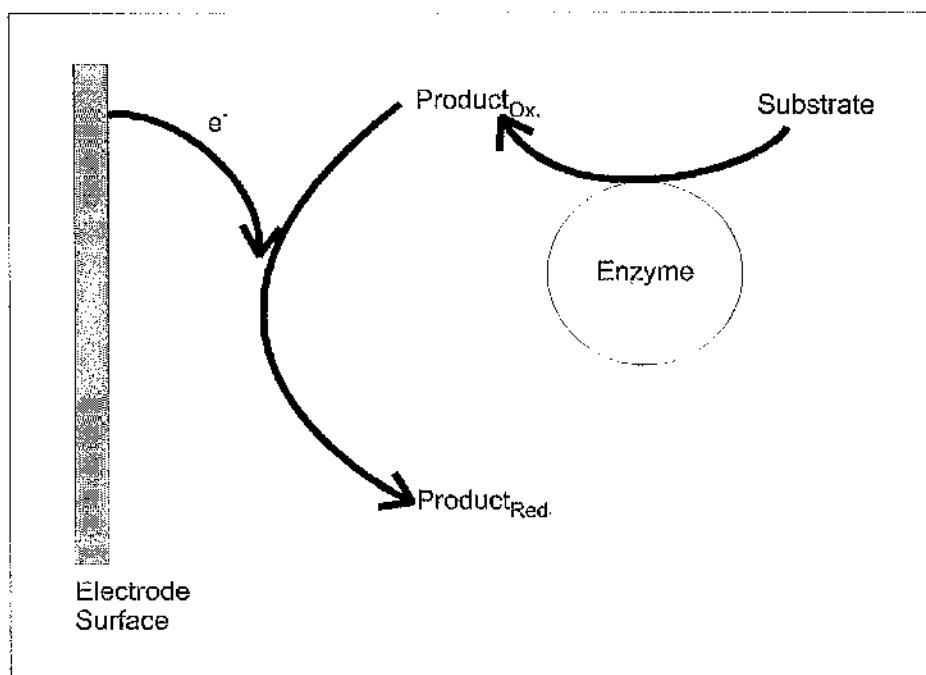 Product_Ox. Substrate
e-
Enzyme
Product_Red.
Electrode
Surface